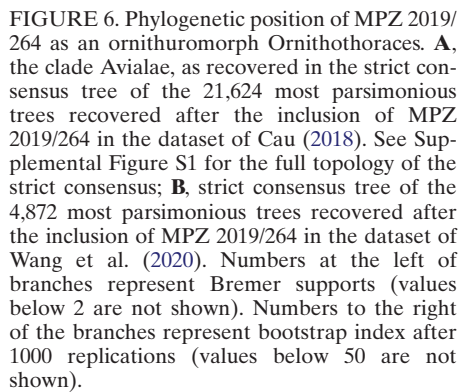 FIGURE 6. Phylogenetic position of MPZ 2019/
264 as an ornithuromorph Ornithothoraces. A,
the clade Avialae, as recovered in the strict con-
sensus tree of the 21,624 most parsimonious
trees recovered after the inclusion of MPZ
2019/264 in the dataset of Cau (2018). See Sup-
plemental Figure S1 for the full topology of the
strict consensus; B, strict consensus tree of the
4,872 most parsimonious trees recovered after
the inclusion of MPZ 2019/264 in the dataset of
Wang et al. (2020). Numbers at the left of
branches represent Bremer supports (values
below 2 are not shown). Numbers to the right
of the branches represent bootstrap index after
1000 replications (values below 50 are not
shown).